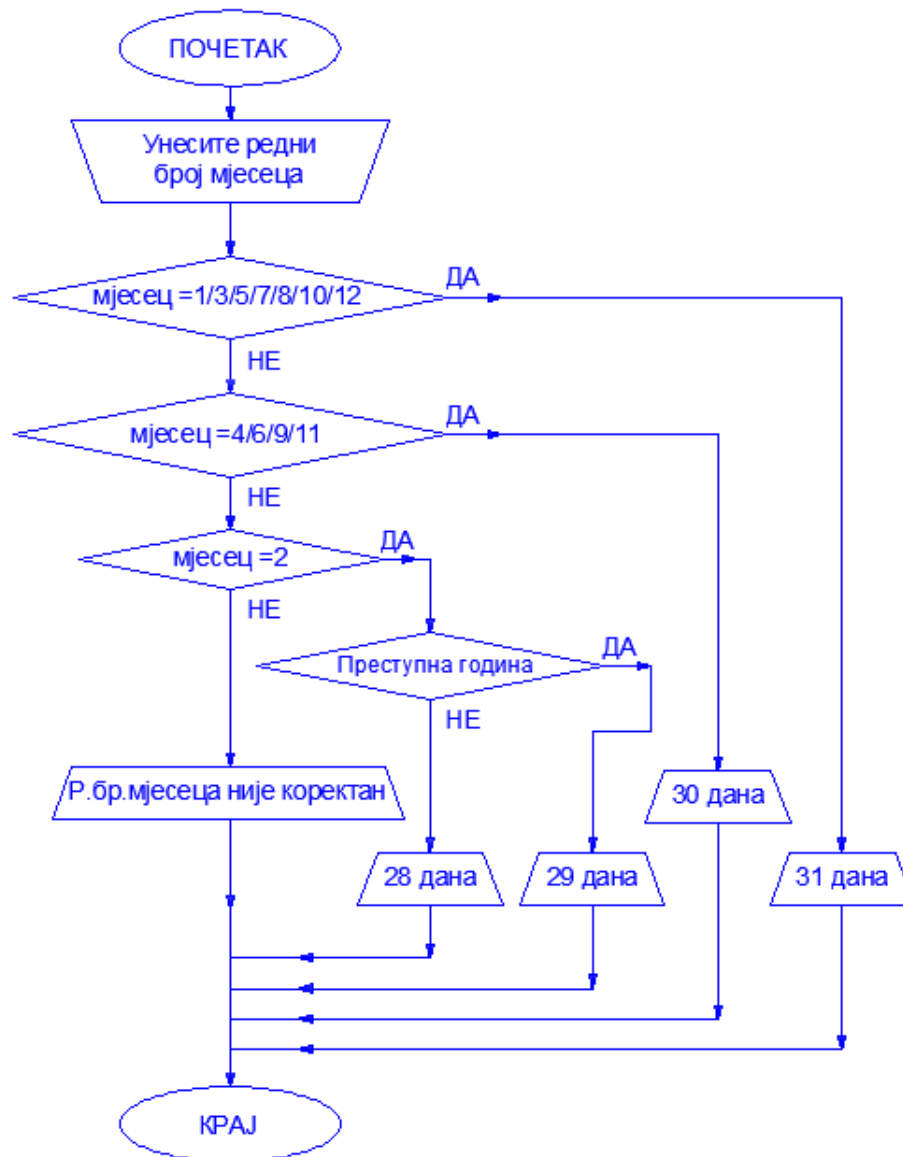 ПОЧЕТАК
Унесите редни
број мјесеца
мјесец =1/3/5/7/8/10/12
ДА
НЕ
мјесец =4/6/9/11
ДА
НЕ
мјесец =2
ДА
НЕ
Преступна година
ДА
НЕ
Р.бр.мјесеца није коректан
30 дана
28 дана
29 дана
31 дана
КРАЈ